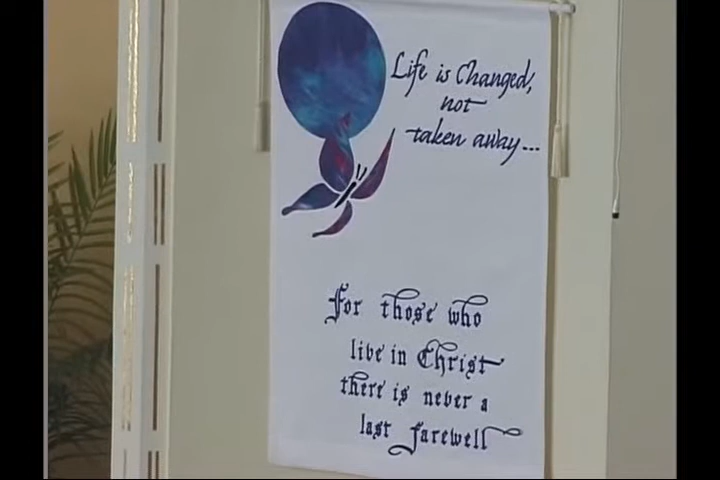 Life is Changed,
not
taken away...
For those who
live in Christ
there is never a
last farewell